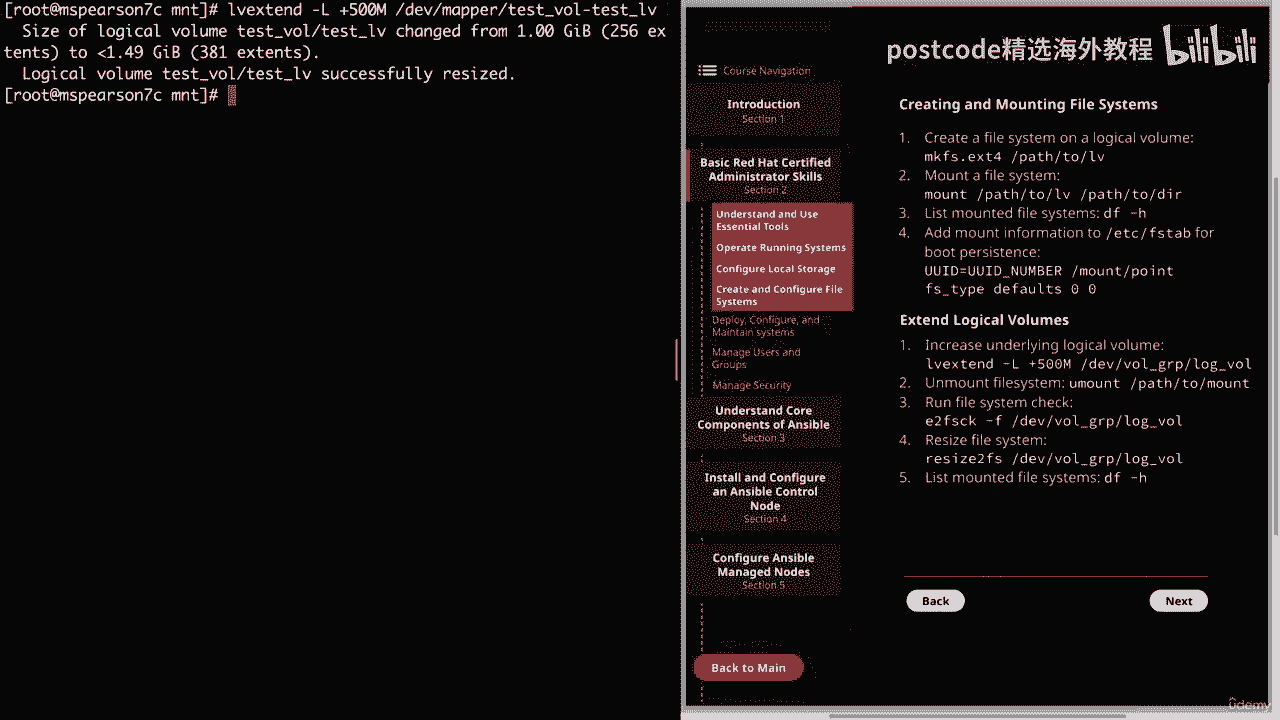 [root@mspearson7c mnt]# lvextend -L +500M /dev/mapper/test_vol-test_lv
Size of logical volume test_vol/test_lv changed from 1.00 GiB (256 ex
tents) to <1.49 GiB (381 extents).
Logical volume test_vol/test_lv successfully resized.
[root@mspearson7c mnt]#
Course Navigation
Introduction
Section 1
Basic Red Hat Certified
Administrator Skills
Section 2
Understand and Use
Essential Tools
Operate Running Systems
Configure Local Storage
Create and Configure File
Systems
Deploy, Configure, and
Maintain systems
Manage Users and
Groups
Manage Security
Understand Core
Components of Ansible
Section 3
Install and Configure
an Ansible Control
Node
Section 4
Configure Ansible
Managed Nodes
Section 5
Back to Main
postcode精选海外教程 bilibili
Creating and Mounting File Systems
1. Create a file system on a logical volume:
mkfs.ext4 /path/to/lv
2. Mount a file system:
mount /path/to/lv /path/to/dir
3. List mounted file systems: df -h
4. Add mount information to /etc/fstab for
boot persistence:
UUID=UUID_NUMBER /mount/point
fs_type defaults 0 0
Extend Logical Volumes
1. Increase underlying logical volume:
lvextend -L +500M /dev/vol_grp/log_vol
2. Unmount filesystem: umount /path/to/mount
3. Run file system check:
e2fsck -f /dev/vol_grp/log_vol
4. Resize file system:
resize2fs /dev/vol_grp/log_vol
5. List mounted file systems: df -h
Back
Next
ûdemy